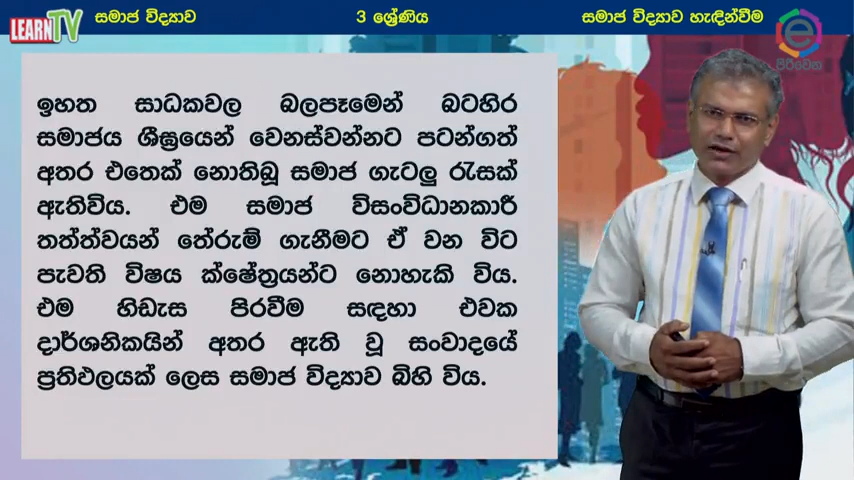 LEARN TV
සමාජ විද්‍යාව
3 ශ්‍රේණිය
සමාජ විද්‍යාව හැඳින්වීම
e
පිරිවෙන
ඉහත සාධකවල බලපෑමෙන් බටහිර
සමාජය ශීඝ්‍රයෙන් වෙනස්වන්නට පටන්ගත්
අතර එතෙක් නොතිබූ සමාජ ගැටලු රැසක්
ඇතිවිය. එම සමාජ විසංවිධානකාරී
තත්ත්වයන් තේරුම් ගැනීමට ඒ වන විට
පැවති විෂය ක්ෂේත්‍රයන්ට නොහැකි විය.
එම හිඩැස පිරවීම සඳහා එවක
දාර්ශනිකයින් අතර ඇති වූ සංවාදයේ
ප්‍රතිඵලයක් ලෙස සමාජ විද්‍යාව බිහි විය.